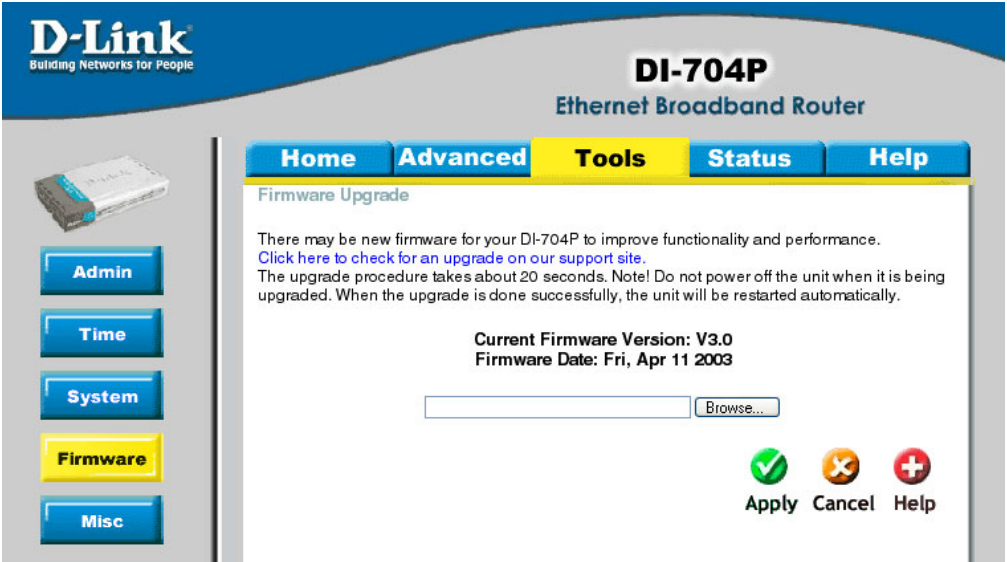 D-Link
Building Networks for People
DI-704P
Ethernet Broadband Router
Home Advanced Tools Status Help
Firmware Upgrade
There may be new firmware for your DI-704P to improve functionality and performance.
Click here to check for an upgrade on our support site.
The upgrade procedure takes about 20 seconds. Note! Do not power off the unit when it is being
upgraded. When the upgrade is done successfully, the unit will be restarted automatically.
Current Firmware Version: V3.0
Firmware Date: Fri, Apr 11 2003
Browse...
Apply Cancel Help
D-Link
Admin
Time
System
Firmware
Misc